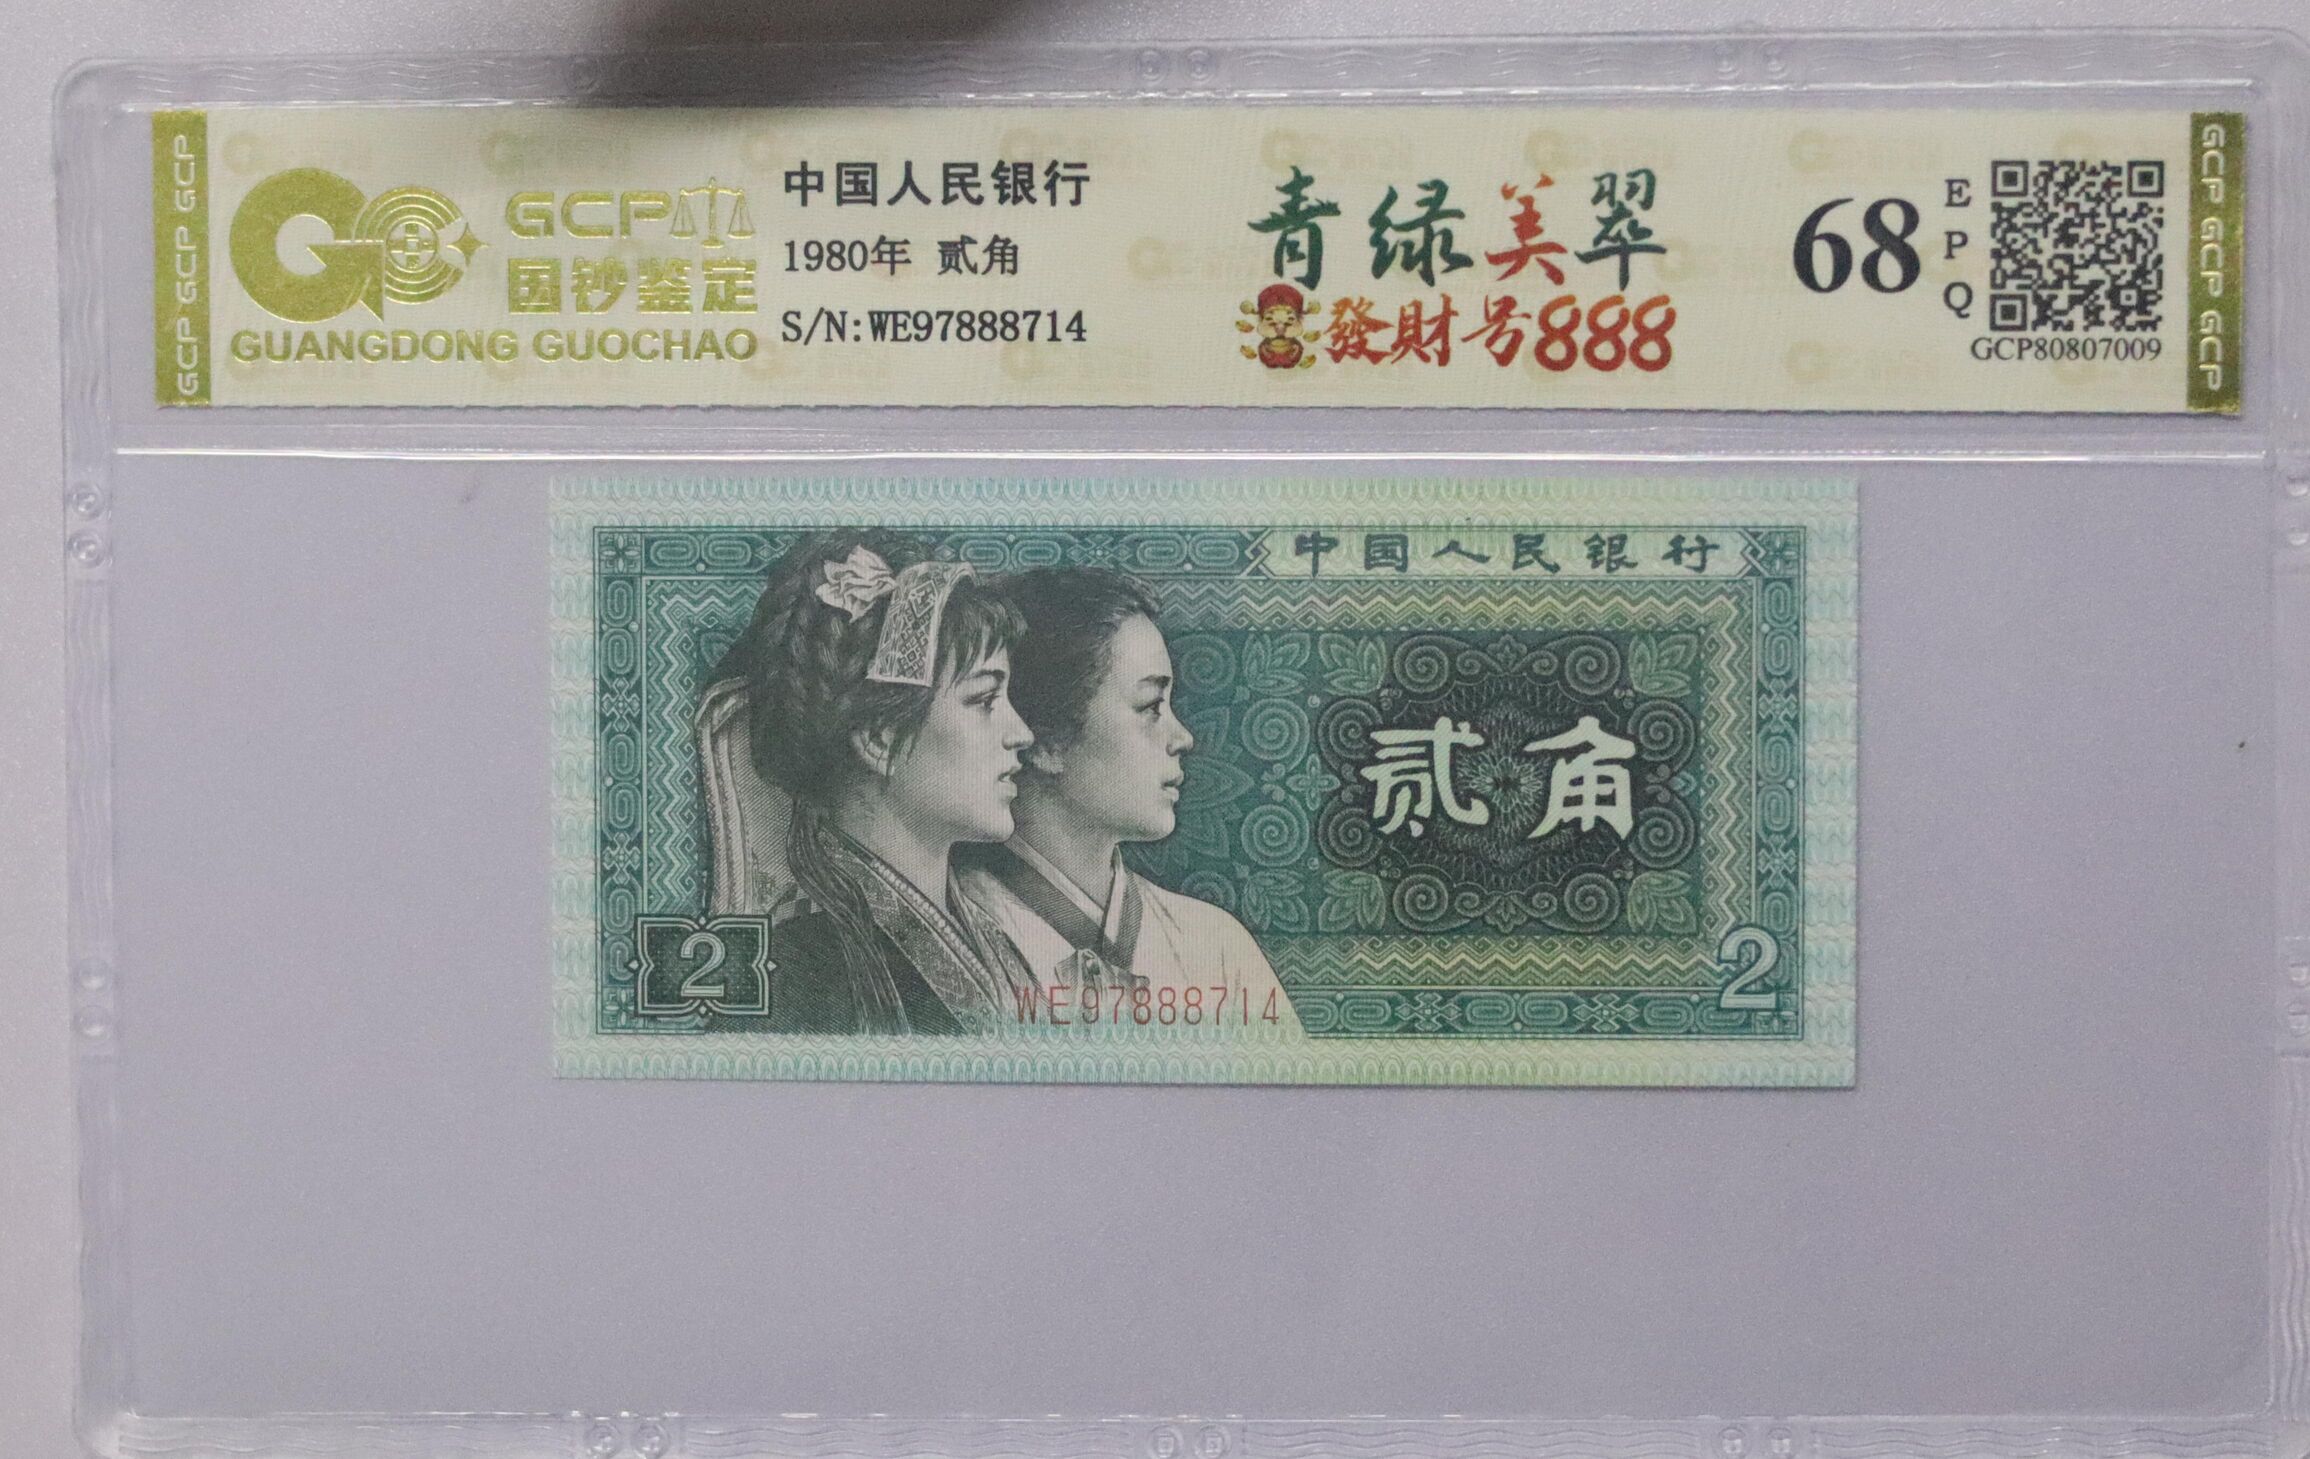 GCP GCP GCP
GCP
国钞鉴定
GUANGDONG GUOCHAO
中国人民银行
1980年 贰角
S/N:WE97888714
青绿美翠
發財号888
68
EPQ
GCP80807009
GCP GCP GCP
中国人民银行
贰角
2
2
WE97888714